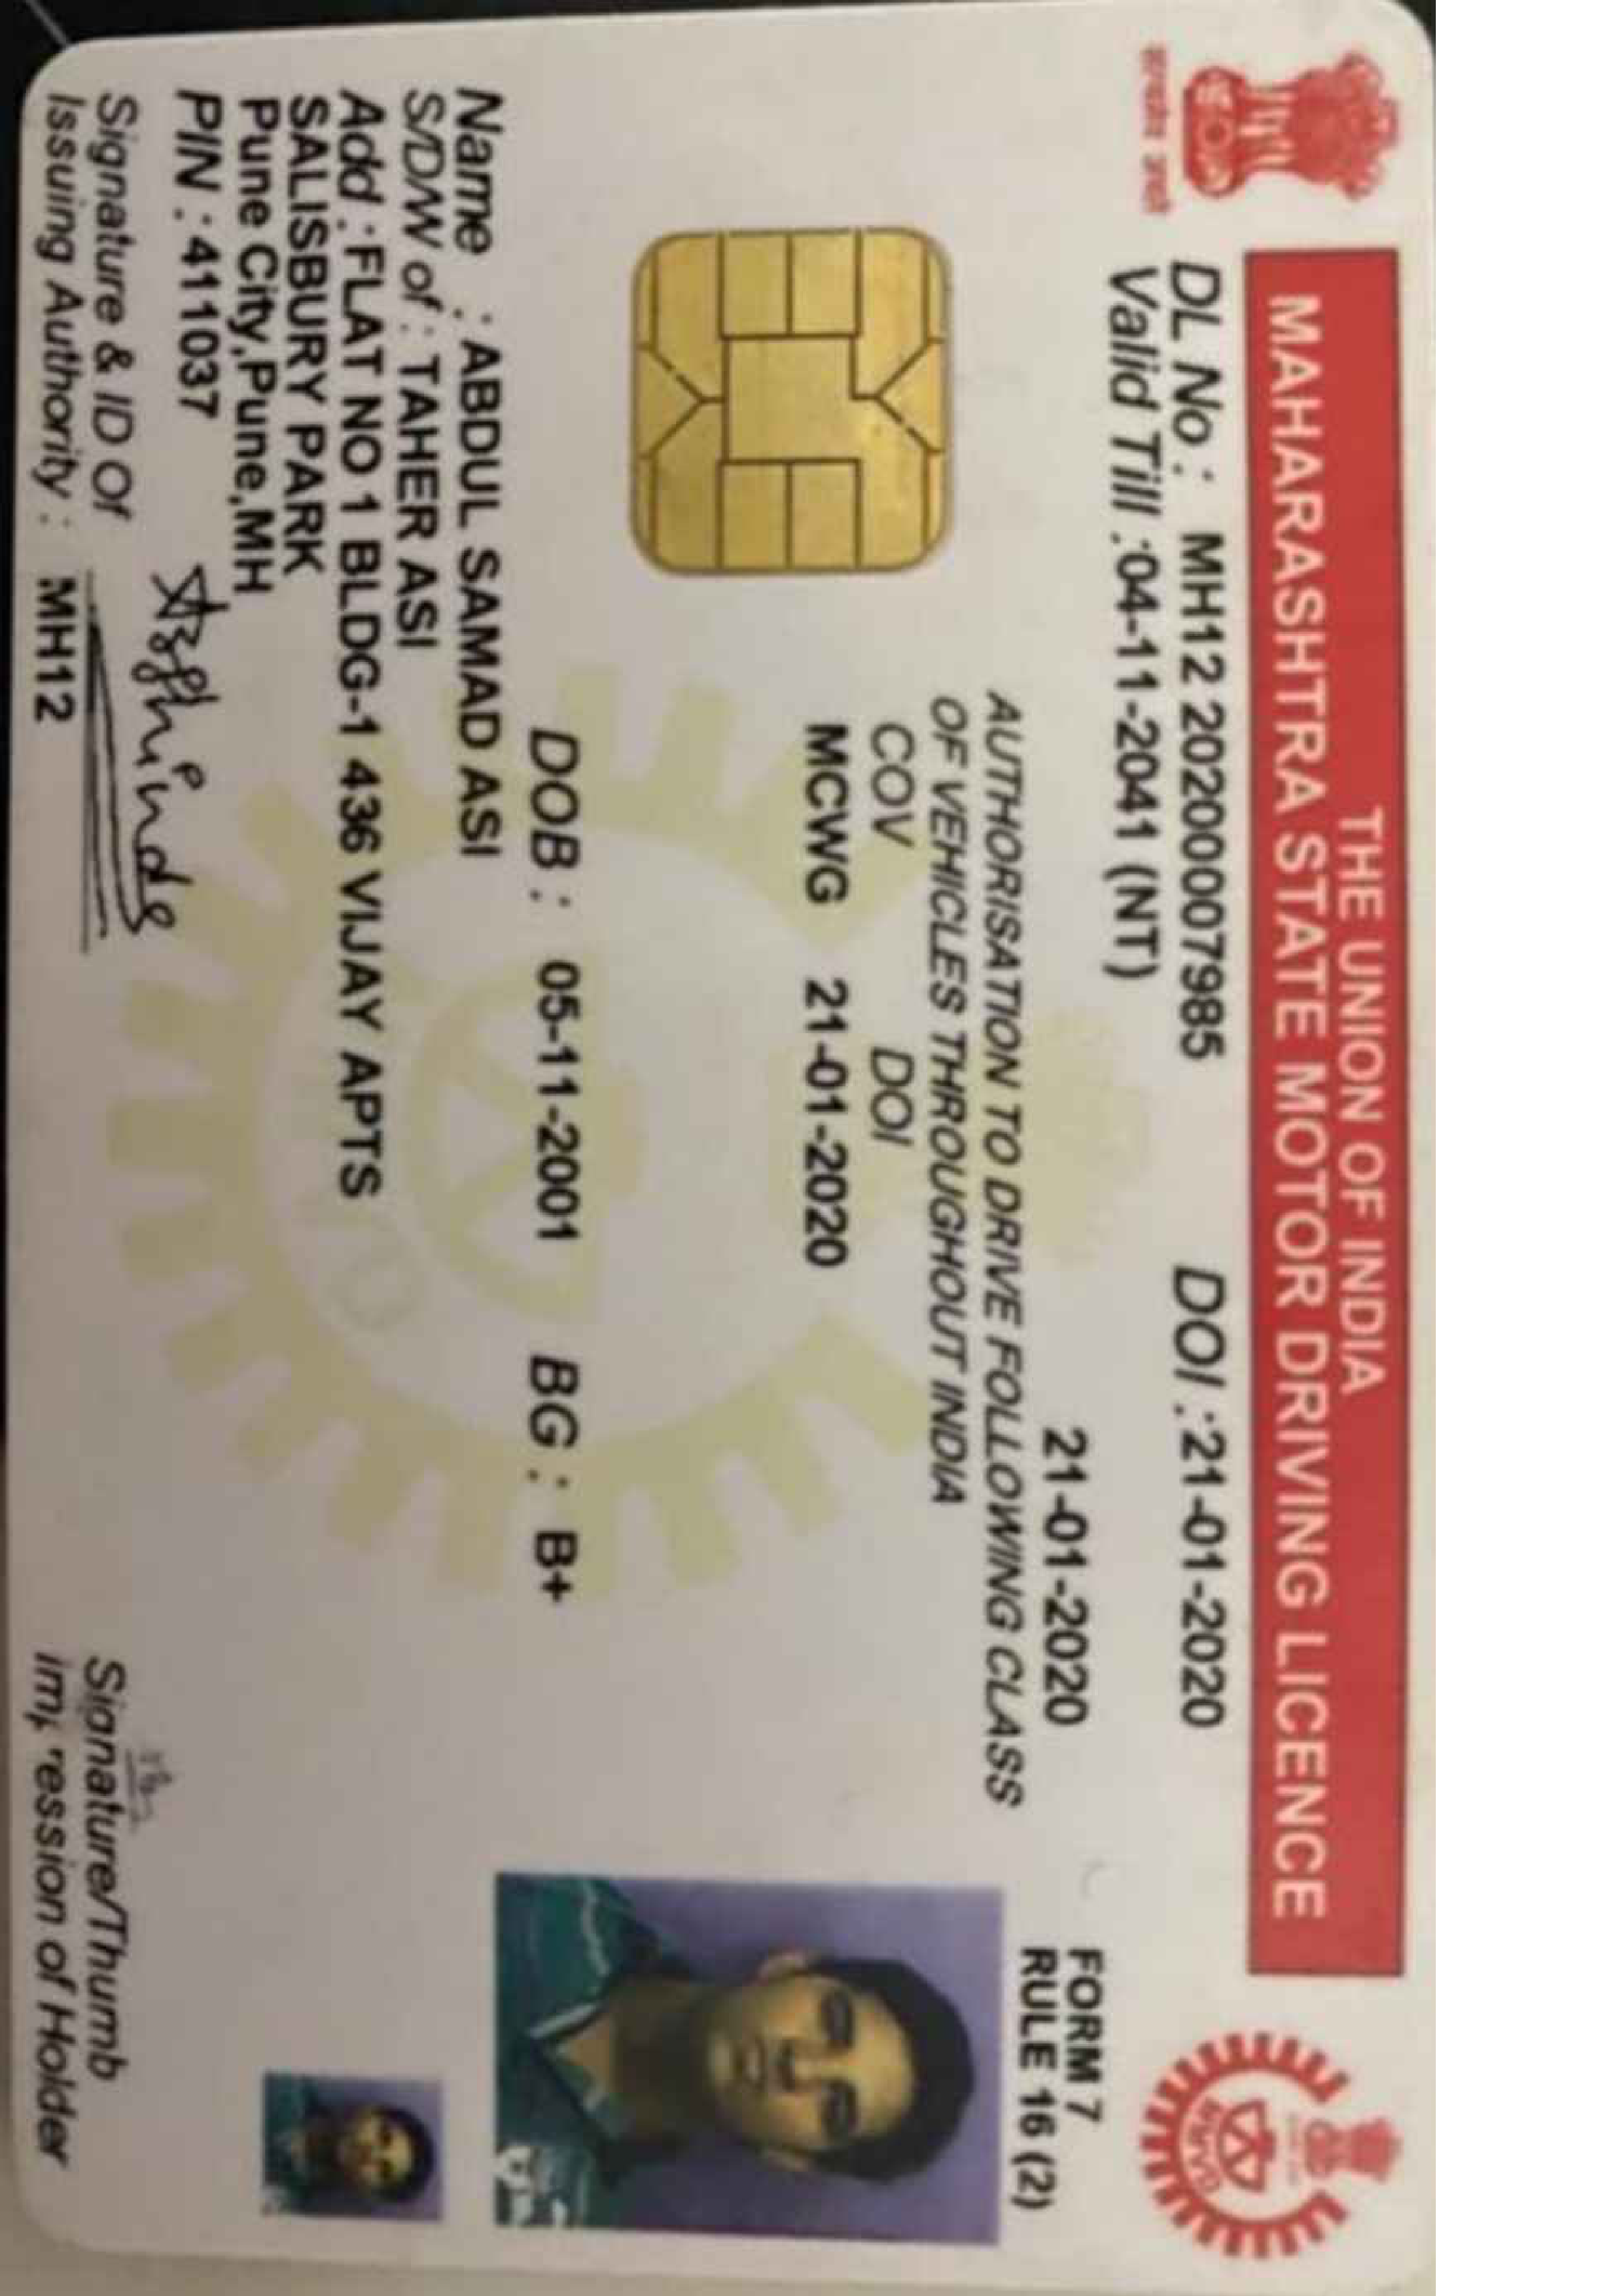 THE UNION OF INDIA
MAHARASHTRA STATE MOTOR DRIVING LICENCE
DL No : MH12 20200007985 DOI : 21-01-2020
Valid Till : 04-11-2041 (NT)
21-01-2020
FORM 7
RULE 16 (2)
AUTHORISATION TO DRIVE FOLLOWING CLASS
OF VEHICLES THROUGHOUT INDIA
COV DOI
MCWG 21-01-2020
DOB : 05-11-2001 BG : B+
Name : ABDUL SAMAD ASI
S/D/W of : TAHER ASI
Add : FLAT NO 1 BLDG-1 436 VIJAY APTS
SALISBURY PARK
Pune City,Pune,MH
PIN : 411037
Signature & ID Of
Issuing Authority : MH12
Signature/Thumb
Impression of Holder